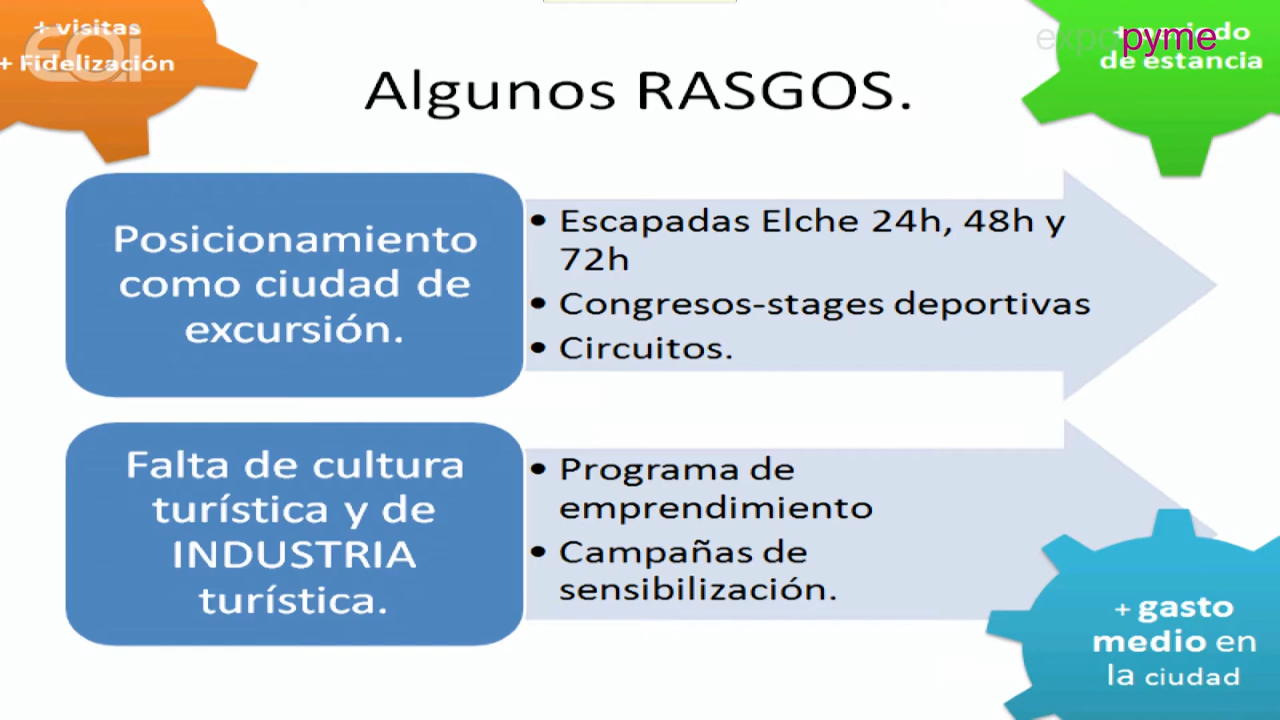 + visitas
+ Fidelización
EOI
expopyme
de estancia
Algunos RASGOS.
Posicionamiento
como ciudad de
excursión.
• Escapadas Elche 24h, 48h y
72h
• Congresos-stages deportivas
• Circuitos.
Falta de cultura
turística y de
INDUSTRIA
turística.
• Programa de
emprendimiento
• Campañas de
sensibilización.
+ gasto
medio en
la ciudad